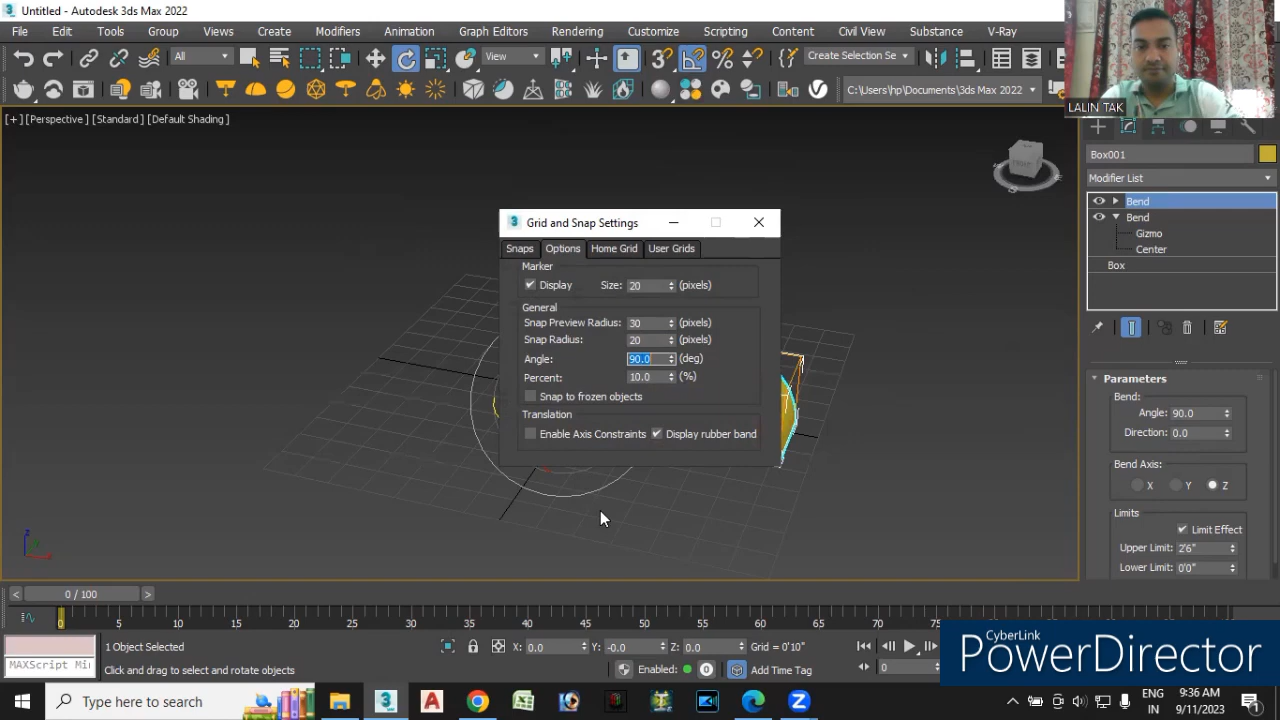 Untitled - Autodesk 3ds Max 2022
File Edit Tools Group Views Create Modifiers Animation Graph Editors Rendering Customize Scripting Content Civil View Substance V-Ray
All View Create Selection Se
C:\Users\hp\Documents\3ds Max 2022
LALIN TAK
[+] [Perspective] [Standard] [Default Shading]
Box001
Modifier List
Bend
Bend
Gizmo
Center
Box
Grid and Snap Settings
Snaps Options Home Grid User Grids
Marker
Display Size: 20 (pixels)
General
Snap Preview Radius: 30 (pixels)
Snap Radius: 20 (pixels)
Angle: 90.0 (deg)
Percent: 10.0 (%)
Snap to frozen objects
Translation
Enable Axis Constraints Display rubber band
Parameters
Bend:
Angle: 90.0
Direction: 0.0
Bend Axis:
X Y Z
Limits
Limit Effect
Upper Limit: 2'6"
Lower Limit: 0'0"
0 / 100
0 5 10 15 20 25 30 35 40 45 50 55 60 65 70 75 80 85 90
1 Object Selected X: 0.0 Y: -0.0 Z: 0.0 Grid = 0'10"
MAXScript Mi Click and drag to select and rotate objects Enabled: Add Time Tag 0
CyberLink
PowerDirector
Type here to search
ENG
IN
9:36 AM
9/11/2023